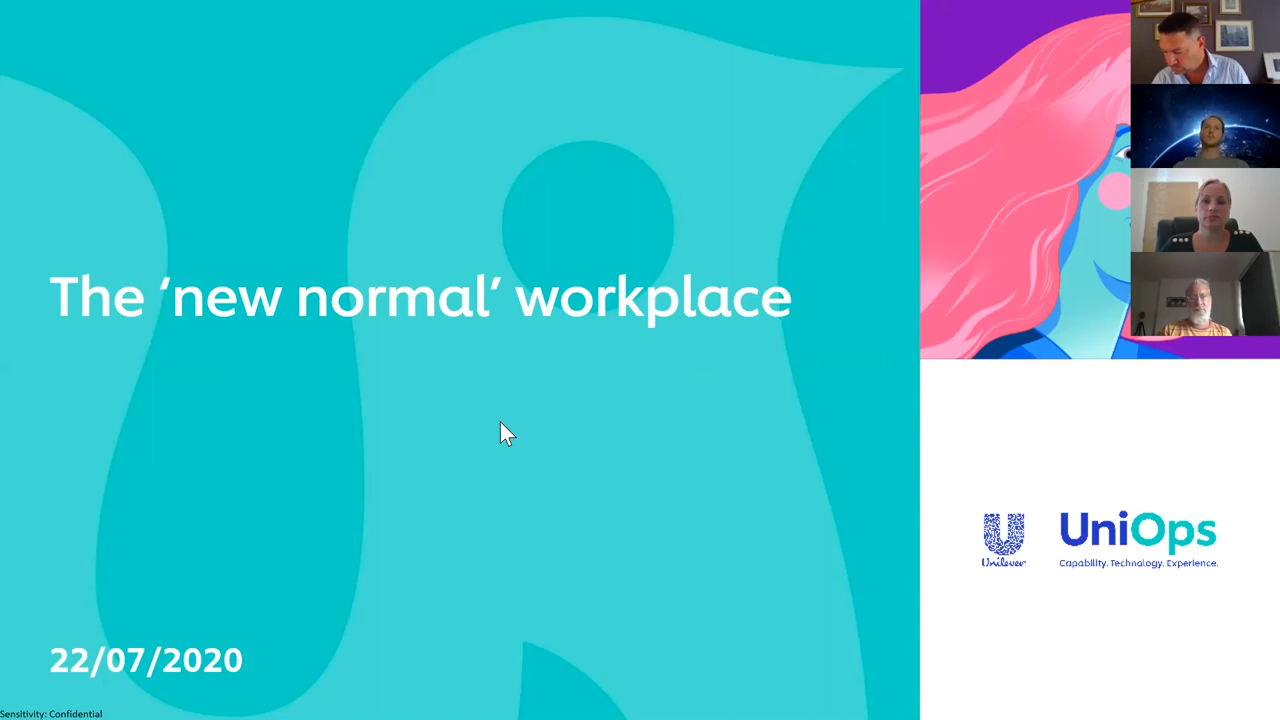 The ‘new normal’ workplace
22/07/2020
Sensitivity: Confidential
Unilever
UniOps
Capability. Technology. Experience.